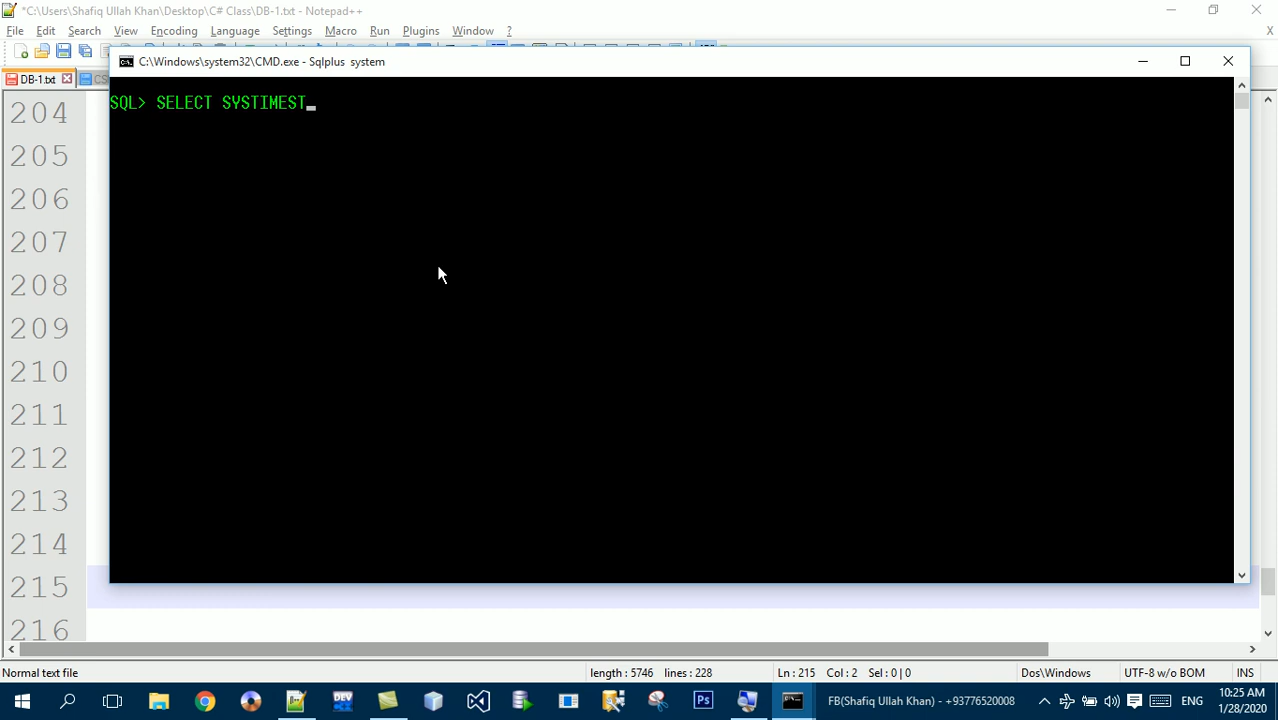 *C:\Users\Shafiq Ullah Khan\Desktop\C# Class\DB-1.txt - Notepad++
File Edit Search View Encoding Language Settings Macro Run Plugins Window ? X
C:\Windows\system32\CMD.exe - Sqlplus system
DB-1.txt
SQL> SELECT SYSTIMEST_
204
205
206
207
208
209
210
211
212
213
214
215
216
Normal text file length : 5746 lines : 228 Ln : 215 Col : 2 Sel : 0 | 0 Dos\Windows UTF-8 w/o BOM INS
DEV
Ps
FB(Shafiq Ullah Khan) - +93776520008
ENG
10:25 AM
1/28/2020